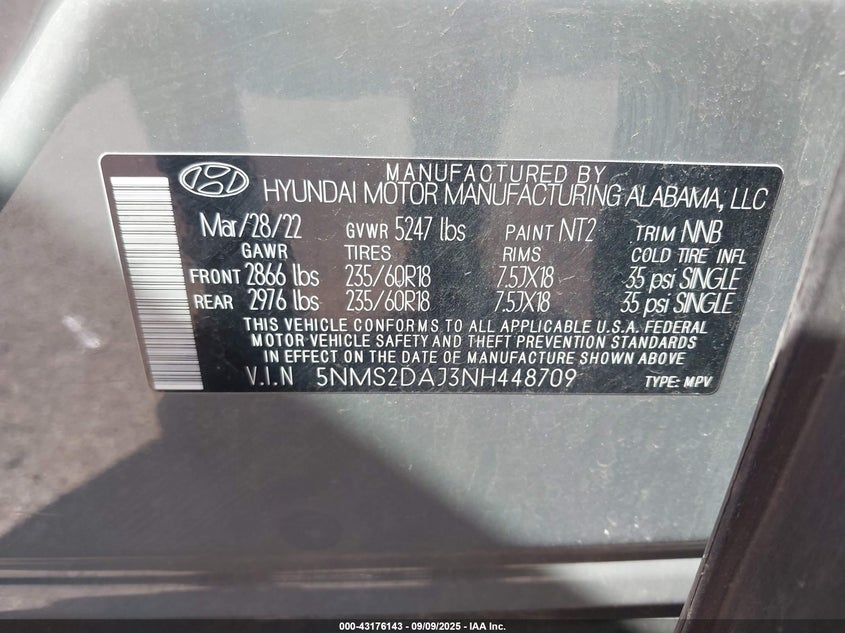 MANUFACTURED BY
HYUNDAI MOTOR MANUFACTURING ALABAMA, LLC
Mar/28/22 GVWR 5247 lbs PAINT NT2 TRIM NNB
GAWR TIRES RIMS COLD TIRE INFL
FRONT 2866 lbs 235/60R18 7.5JX18 35 psi SINGLE
REAR 2976 lbs 235/60R18 7.5JX18 35 psi SINGLE
THIS VEHICLE CONFORMS TO ALL APPLICABLE U.S.A. FEDERAL
MOTOR VEHICLE SAFETY AND THEFT PREVENTION STANDARDS
IN EFFECT ON THE DATE OF MANUFACTURE SHOWN ABOVE
V.I.N 5NMS2DAJ3NH448709 TYPE: MPV
000-43176143 - 09/09/2025 - IAA Inc.